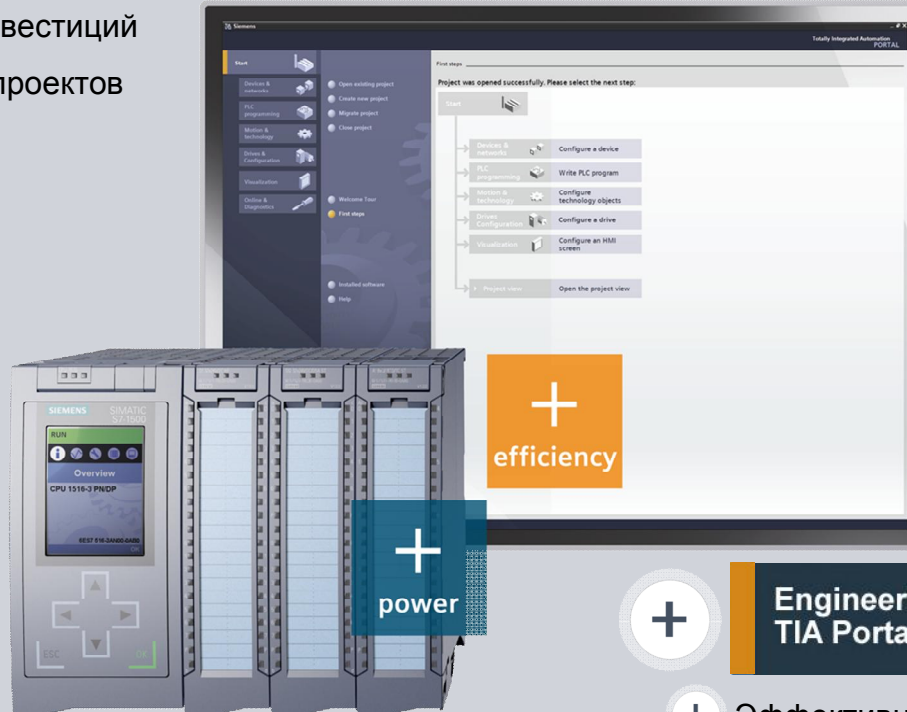 вестиций
проектов
Siemens
Totally Integrated Automation
PORTAL
Start
Devices &
networks
PLC
programming
Motion &
technology
Drives &
Configuration
Visualization
Online &
Diagnostics
Open existing project
Create new project
Migrate project
Close project
Welcome Tour
First steps
Installed software
Help
First steps
Project was opened successfully. Please select the next step:
Start
Devices &
networks
Configure a device
PLC
programming
Write PLC program
Motion &
technology
Configure
technology objects
Drives
Configuration
Configure a drive
Visualization
Configure an HMI
screen
Project view
Open the project view
SIEMENS
SIMATIC
S7-1500
RUN
Overview
CPU 1516-3 PN/DP
OK
ESC
OK
+
efficiency
+
power
+
Engineer
TIA Porta
+